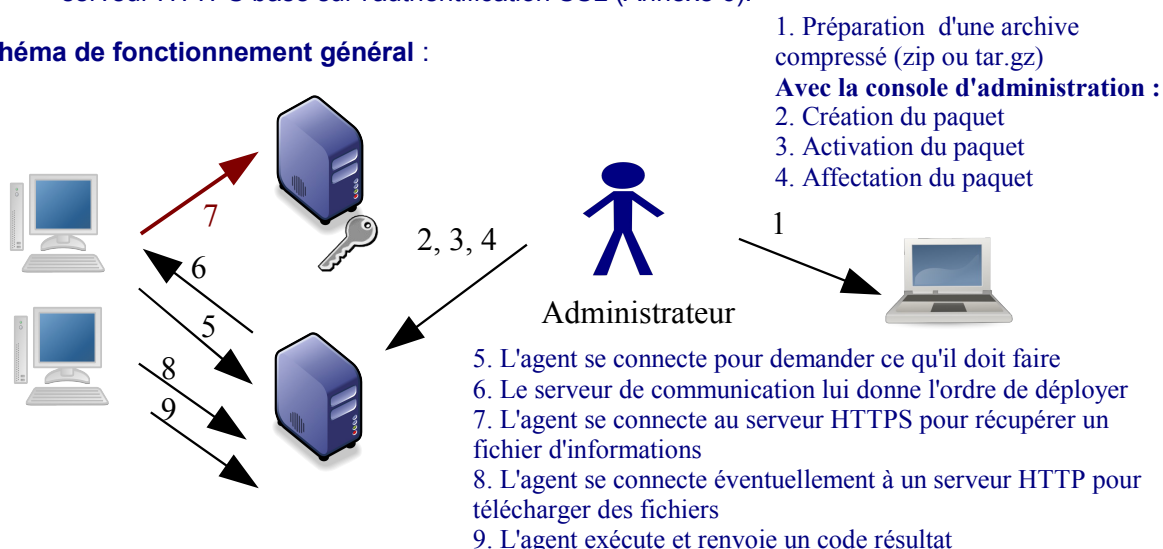 schéma de fonctionnement général :
1. Préparation d'une archive
compressé (zip ou tar.gz)
Avec la console d'administration :
2. Création du paquet
3. Activation du paquet
4. Affectation du paquet
7
2, 3, 4
1
6
5
Administrateur
8
9
5. L'agent se connecte pour demander ce qu'il doit faire
6. Le serveur de communication lui donne l'ordre de déployer
7. L'agent se connecte au serveur HTTPS pour récupérer un
fichier d'informations
8. L'agent se connecte éventuellement à un serveur HTTP pour
télécharger des fichiers
9. L'agent exécute et renvoie un code résultat